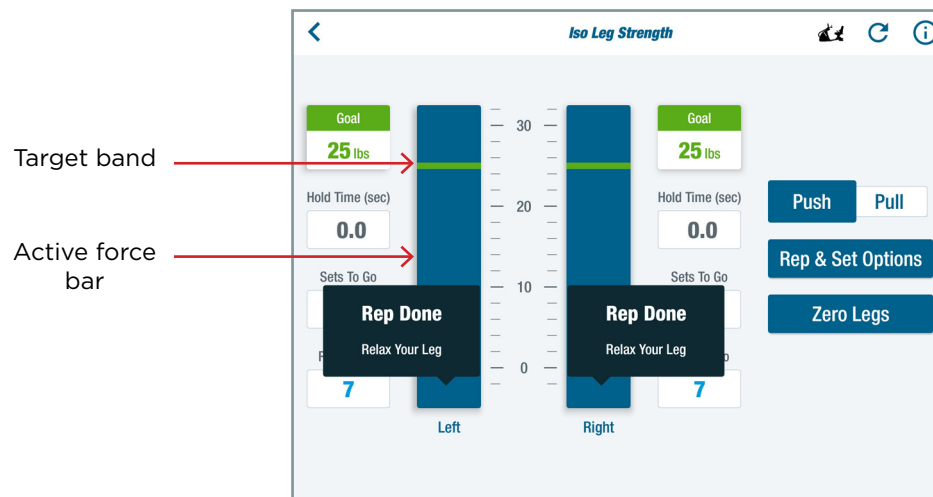 Iso Leg Strength
Target band
Active force
bar
Goal
25 lbs
Hold Time (sec)
0.0
Sets To Go
7
30
20
10
0
Goal
25 lbs
Hold Time (sec)
0.0
Sets To Go
7
Rep Done
Relax Your Leg
Rep Done
Relax Your Leg
Left
Right
Push
Pull
Rep & Set Options
Zero Legs